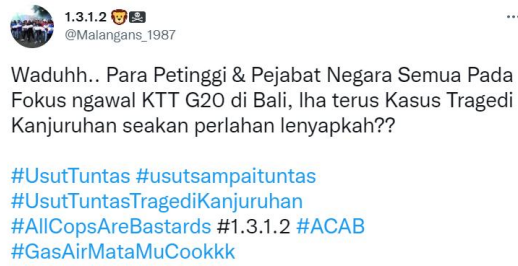 1.3.1.2 🦁🏴‍☠️
@Malangans_1987
Waduhh.. Para Petinggi & Pejabat Negara Semua Pada
Fokus ngawal KTT G20 di Bali, lha terus Kasus Tragedi
Kanjuruhan seakan perlahan lenyapkah??
#UsutTuntas #usutsampaituntas
#UsutTuntasTragediKanjuruhan
#AllCopsAreBastards #1.3.1.2 #ACAB
#GasAirMataMuCookkk